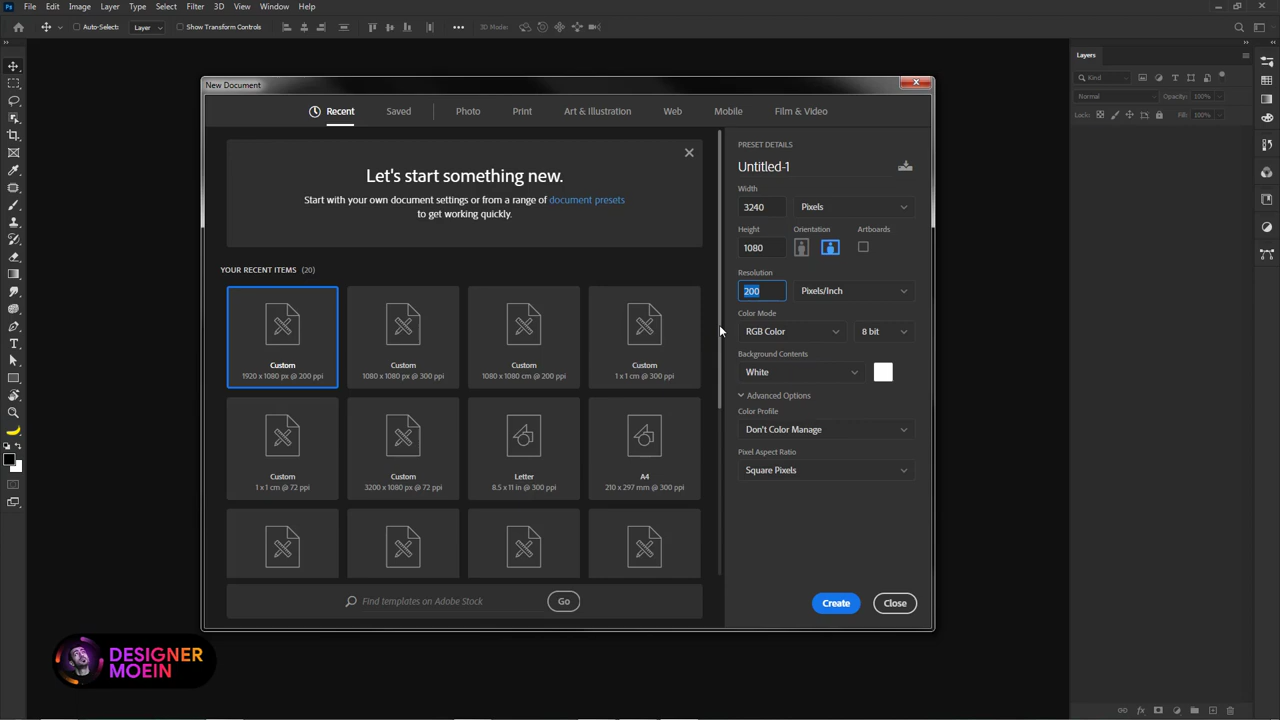 Ps File Edit Image Layer Type Select Filter 3D View Window Help
Auto-Select: Layer Show Transform Controls 3D Mode:
New Document
Recent Saved Photo Print Art & Illustration Web Mobile Film & Video
Let's start something new.
Start with your own document settings or from a range of document presets
to get working quickly.
YOUR RECENT ITEMS (20)
Custom
1920 x 1080 px @ 200 ppi
Custom
1080 x 1080 px @ 300 ppi
Custom
1080 x 1080 cm @ 200 ppi
Custom
1 x 1 cm @ 300 ppi
Custom
1 x 1 cm @ 72 ppi
Custom
3200 x 1080 px @ 72 ppi
Letter
8.5 x 11 in @ 300 ppi
A4
210 x 297 mm @ 300 ppi
Find templates on Adobe Stock Go
PRESET DETAILS
Untitled-1
Width
3240 Pixels
Height Orientation Artboards
1080
Resolution
200 Pixels/Inch
Color Mode
RGB Color 8 bit
Background Contents
White
Advanced Options
Color Profile
Don't Color Manage
Pixel Aspect Ratio
Square Pixels
Create Close
Layers
Kind
Normal Opacity: 100%
Lock: Fill: 100%
DESIGNER
MOEIN